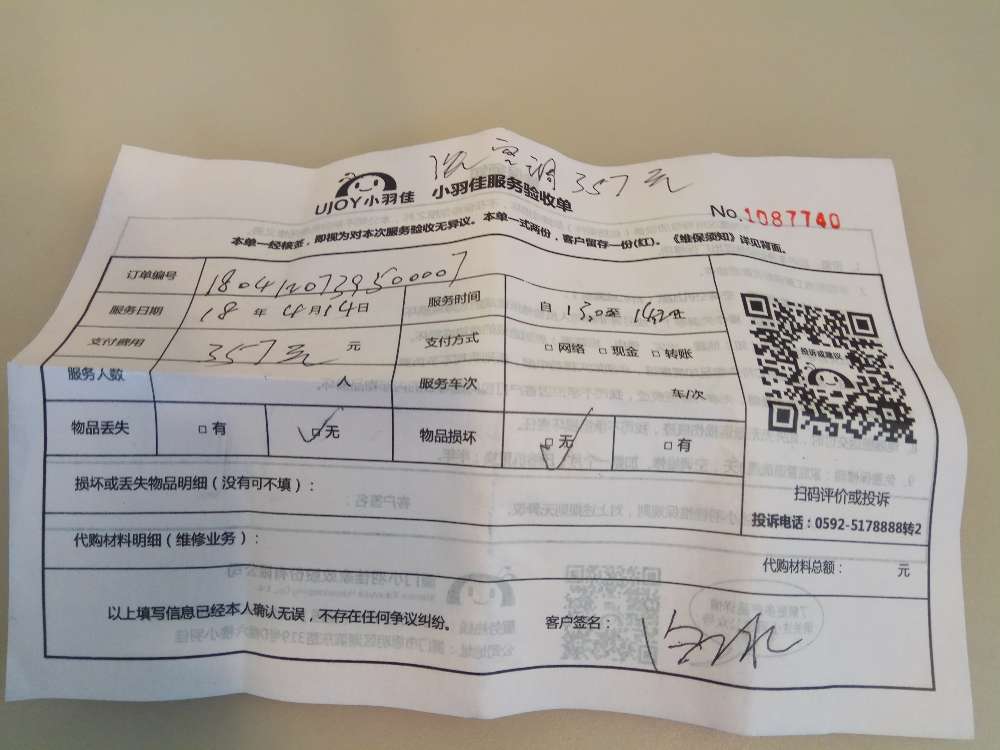 洗空调 357元
UJOY小羽佳 小羽佳服务验收单
No.1087740
本单一经核签，即视为对本次服务验收无异议。本单一式两份，客户留存一份(红)。《维保须知》详见背面。
订单编号
服务日期 18 年 4月14日 服务时间 自 至
支付费用 357元 元 支付方式 □网络 □现金 □转账
服务人数 人 服务车次 车/次
物品丢失 □有 □无 物品损坏 □无 □有
投诉或建议
损坏或丢失物品明细（没有可不填）：
扫码评价或投诉
投诉电话：0592-5178888转2
代购材料明细（维修业务）：
代购材料总额： 元
以上填写信息已经本人确认无误，不存在任何争议纠纷。 客户签名：